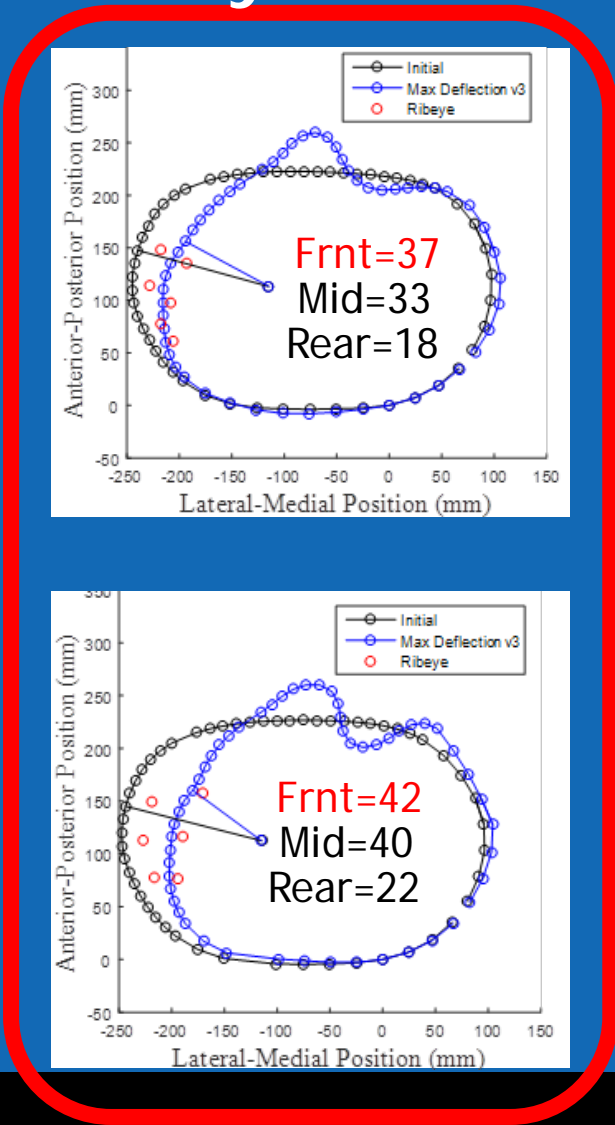 Initial
Max Deflection v3
Ribeye
Anterior-Posterior Position (mm)
300
250
200
150
100
50
0
-50
Frnt=37
Mid=33
Rear=18
-250 -200 -150 -100 -50 0 50 100 150
Lateral-Medial Position (mm)
Initial
Max Deflection v3
Ribeye
Anterior-Posterior Position (mm)
350
300
250
200
150
100
50
0
-50
Frnt=42
Mid=40
Rear=22
-250 -200 -150 -100 -50 0 50 100 150
Lateral-Medial Position (mm)